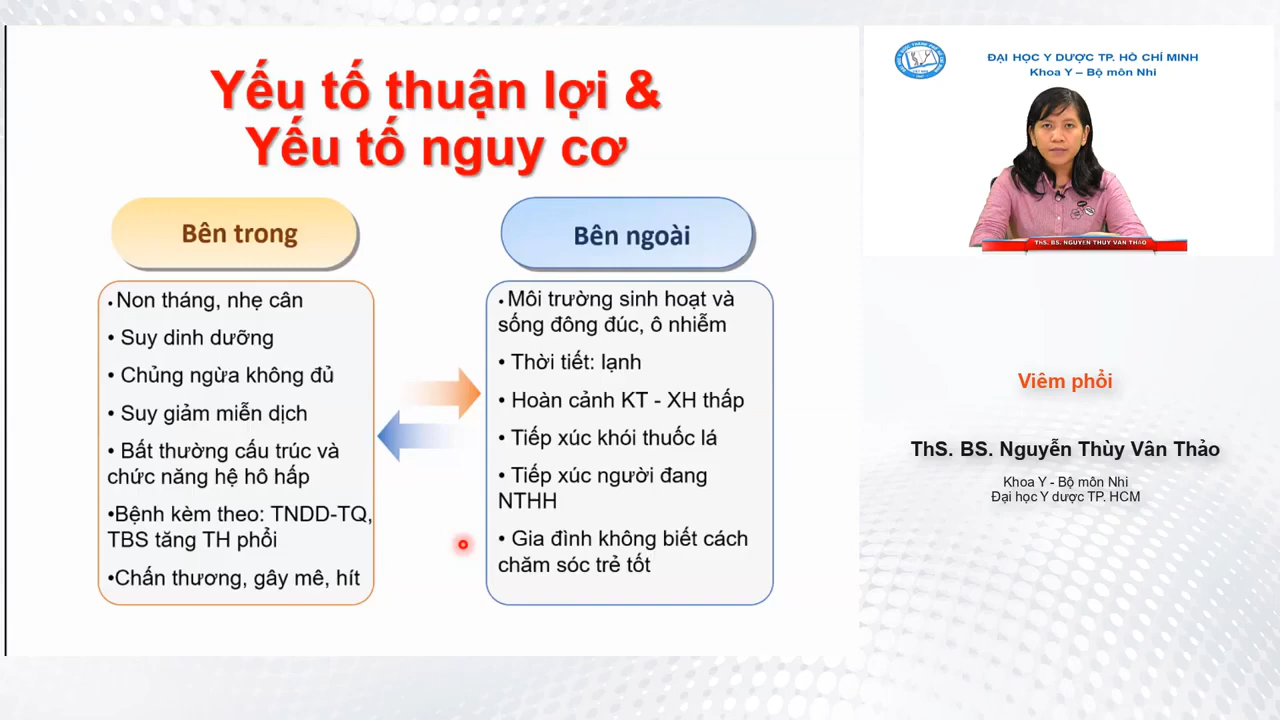 Yếu tố thuận lợi &
Yếu tố nguy cơ
Bên trong
• Non tháng, nhẹ cân
• Suy dinh dưỡng
• Chủng ngừa không đủ
• Suy giảm miễn dịch
• Bất thường cấu trúc và
chức năng hệ hô hấp
•Bệnh kèm theo: TNDD-TQ,
TBS tăng TH phổi
•Chấn thương, gây mê, hít
Bên ngoài
• Môi trường sinh hoạt và
sống đông đúc, ô nhiễm
• Thời tiết: lạnh
• Hoàn cảnh KT - XH thấp
• Tiếp xúc khói thuốc lá
• Tiếp xúc người đang
NTHH
• Gia đình không biết cách
chăm sóc trẻ tốt
ĐẠI HỌC Y DƯỢC TP. HỒ CHÍ MINH
Khoa Y – Bộ môn Nhi
ThS. BS. NGUYỄN THÙY VÂN THẢO
Viêm phổi
ThS. BS. Nguyễn Thùy Vân Thảo
Khoa Y - Bộ môn Nhi
Đại học Y dược TP. HCM